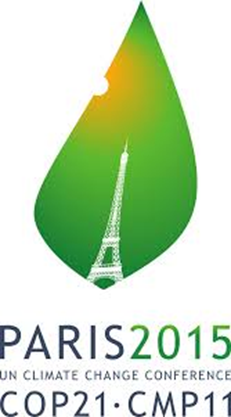 PARIS2015
UN CLIMATE CHANGE CONFERENCE
COP21·CMP11